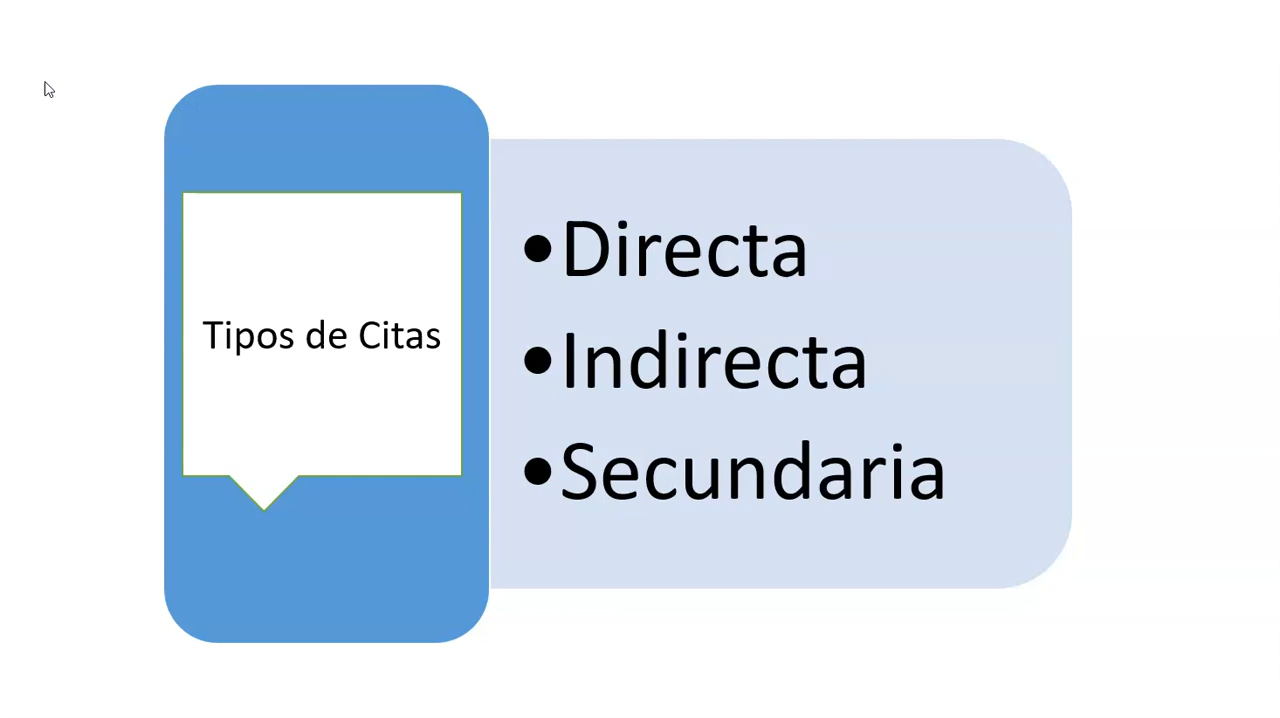 Tipos de Citas
•Directa
•Indirecta
•Secundaria